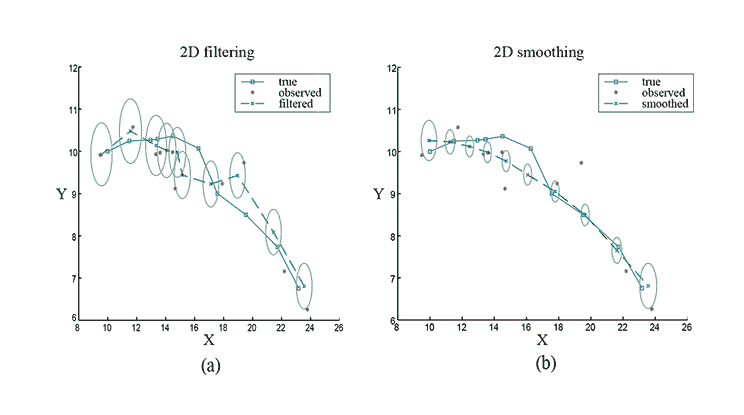 2D filtering
12
11
10
9
8
7
6
Y
8 10 12 14 16 18 20 22 24 26
X
true
observed
filtered
(a)
2D smoothing
12
11
10
9
8
7
6
Y
8 10 12 14 16 18 20 22 24 26
X
true
observed
smoothed
(b)